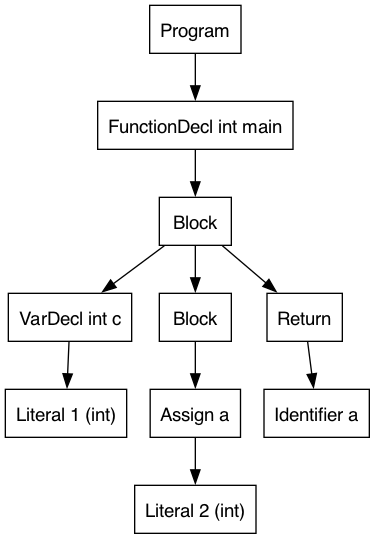 Program
FunctionDecl int main
Block
VarDecl int c
Block
Return
Literal 1 (int)
Assign a
Identifier a
Literal 2 (int)